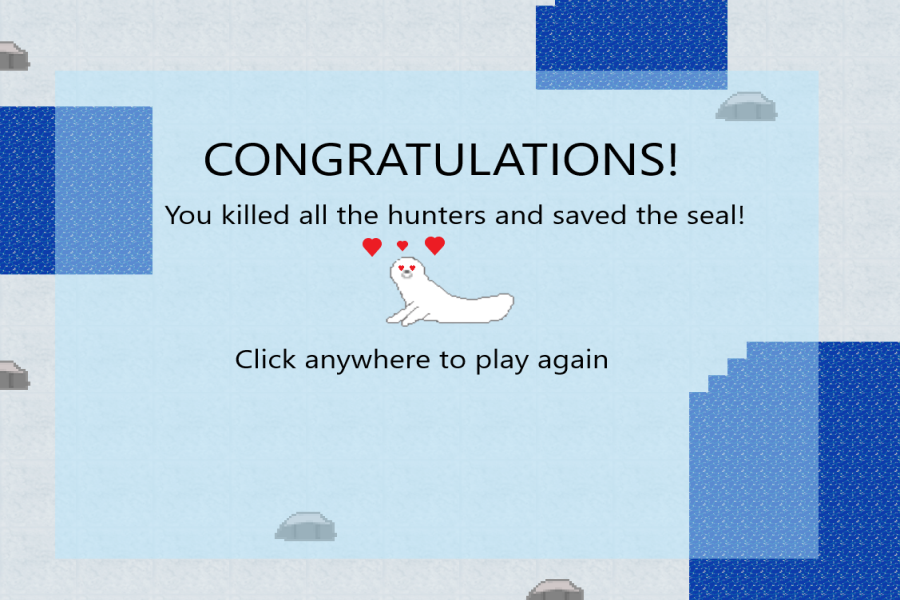 CONGRATULATIONS!
You killed all the hunters and saved the seal!
Click anywhere to play again